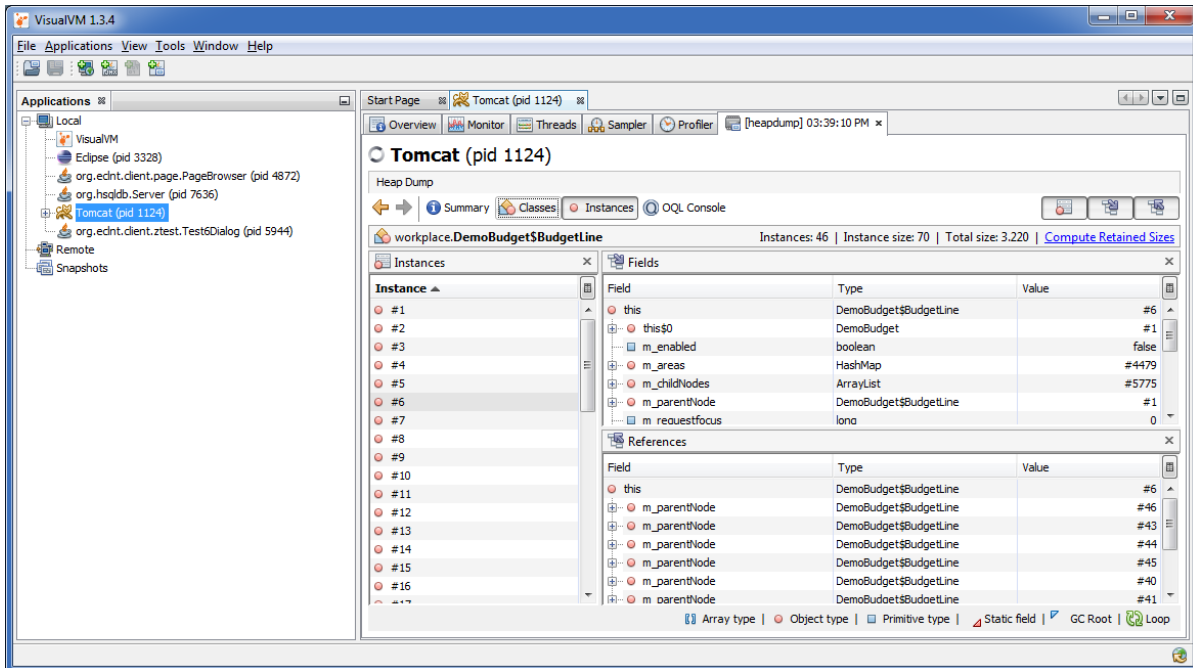 VisualVM 1.3.4
File Applications View Tools Window Help
Applications
Local
VisualVM
Eclipse (pid 3328)
org.eclnt.client.page.PageBrowser (pid 4872)
org.hsqldb.Server (pid 7636)
Tomcat (pid 1124)
org.eclnt.client.ztest.Test6Dialog (pid 5944)
Remote
Snapshots
Start Page Tomcat (pid 1124)
Overview Monitor Threads Sampler Profiler [heapdump] 03:39:10 PM
Tomcat (pid 1124)
Heap Dump
Summary Classes Instances OQL Console
workplace.DemoBudget$BudgetLine Instances: 46 | Instance size: 70 | Total size: 3.220 | Compute Retained Sizes
Instances
Instance
#1
#2
#3
#4
#5
#6
#7
#8
#9
#10
#11
#12
#13
#14
#15
#16
#17
Fields
Field Type Value
this DemoBudget$BudgetLine #6
this$0 DemoBudget #1
m_enabled boolean false
m_areas HashMap #4479
m_childNodes ArrayList #5775
m_parentNode DemoBudget$BudgetLine #1
m_requestfocus long 0
References
Field Type Value
this DemoBudget$BudgetLine #6
m_parentNode DemoBudget$BudgetLine #46
m_parentNode DemoBudget$BudgetLine #43
m_parentNode DemoBudget$BudgetLine #44
m_parentNode DemoBudget$BudgetLine #45
m_parentNode DemoBudget$BudgetLine #40
m_parentNode DemoBudget$BudgetLine #41
Array type | Object type | Primitive type | Static field | GC Root | Loop